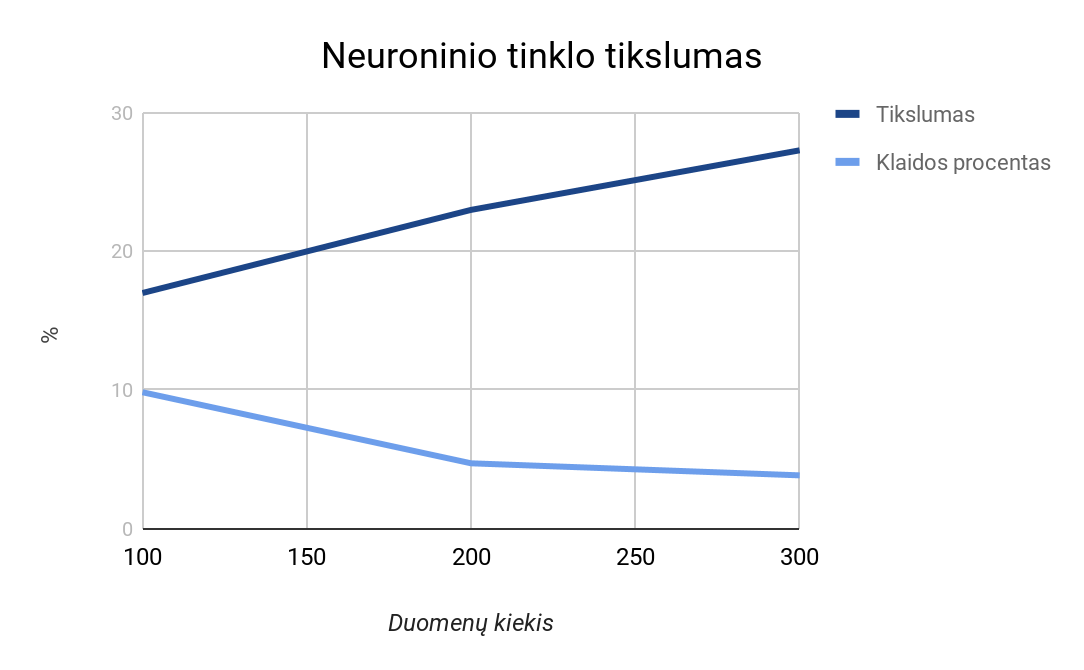 Neuroninio tinklo tikslumas
Tikslumas
Klaidos procentas
30
20
10
0
%
100 150 200 250 300
Duomenų kiekis